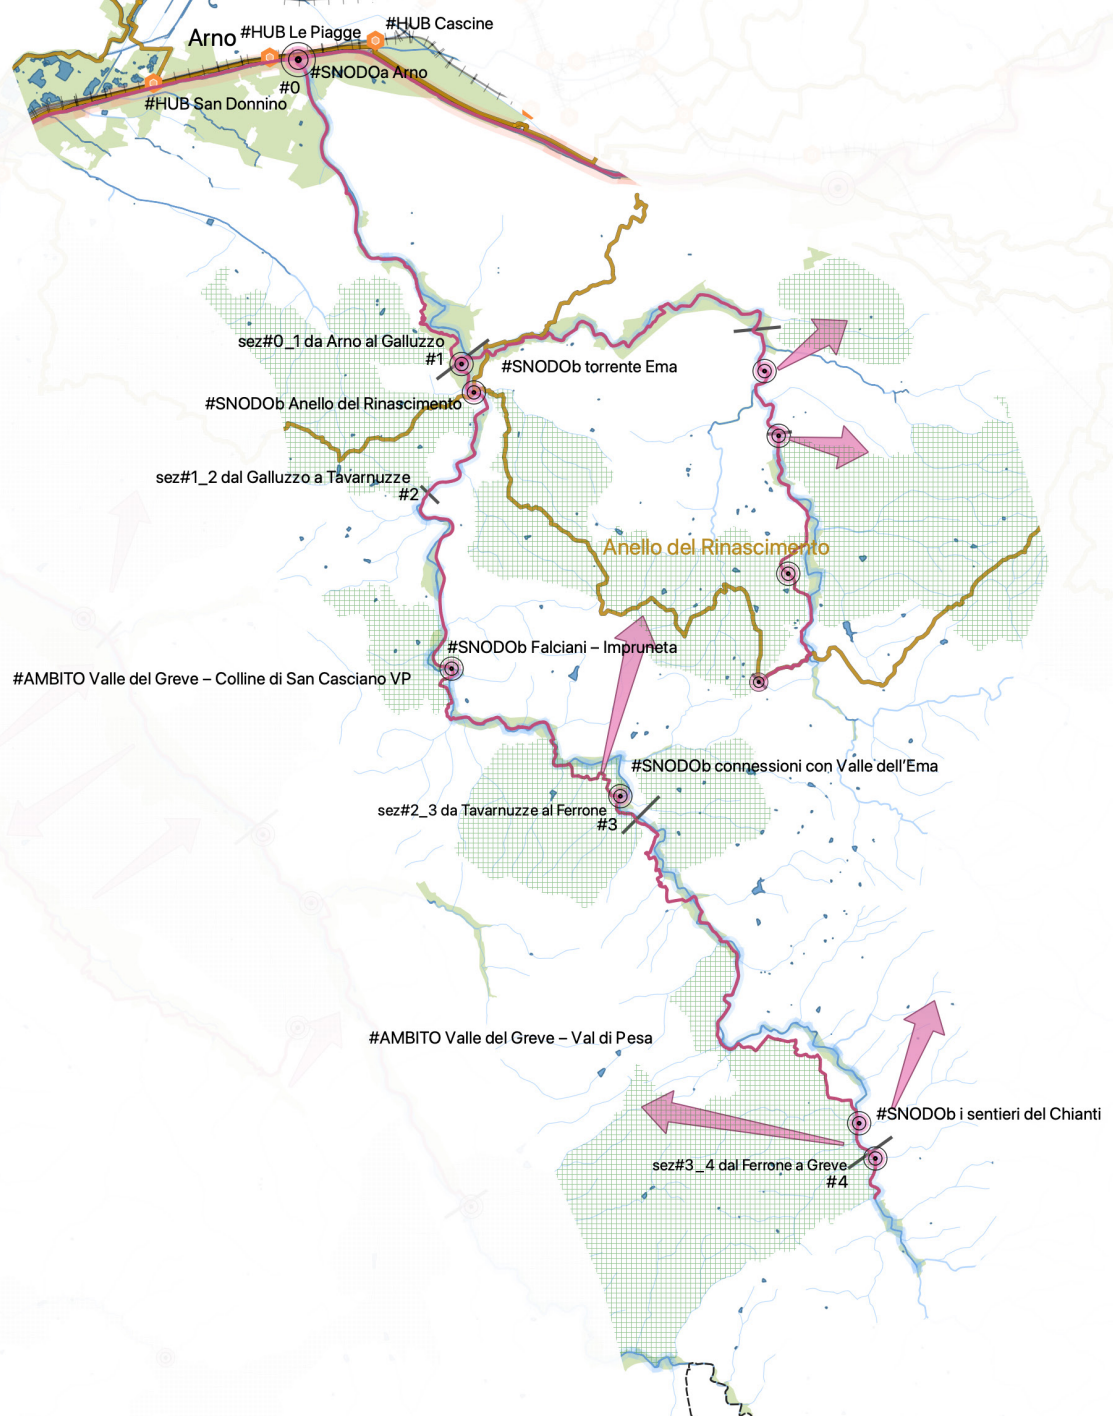 #HUB Cascine
Arno
#HUB Le Piagge
#SNODOa Arno
#0
#HUB San Donnino
sez#0_1 da Arno al Galluzzo
#1
#SNODOb torrente Ema
#SNODOb Anello del Rinascimento
sez#1_2 dal Galluzzo a Tavarnuzze
#2
Anello del Rinascimento
#SNODOb Falciani – Impruneta
#AMBITO Valle del Greve – Colline di San Casciano VP
#SNODOb connessioni con Valle dell’Ema
sez#2_3 da Tavarnuzze al Ferrone
#3
#AMBITO Valle del Greve – Val di Pesa
#SNODOb i sentieri del Chianti
sez#3_4 dal Ferrone a Greve
#4